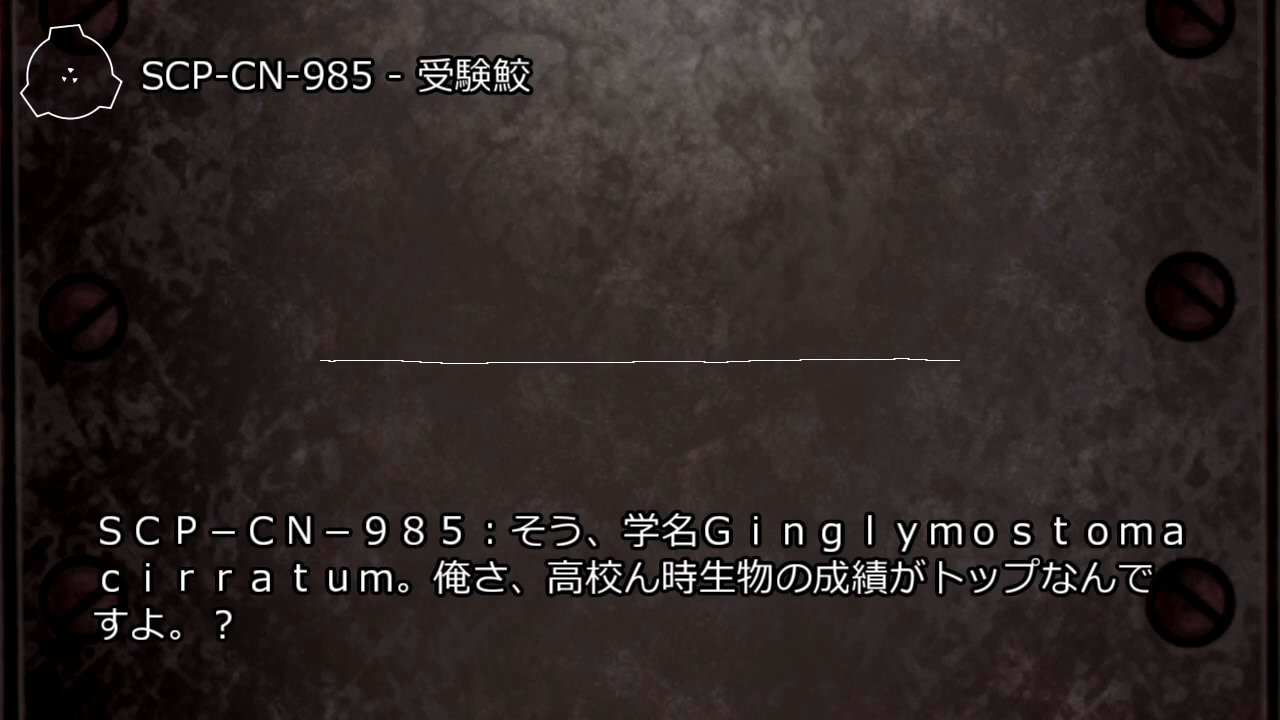 SCP-CN-985 - 受験鮫
ＳＣＰ－ＣＮ－９８５：そう、学名Ｇｉｎｇｌｙｍｏｓｔｏｍａ
ｃｉｒｒａｔｕｍ。俺さ、高校ん時生物の成績がトップなんで
すよ。？